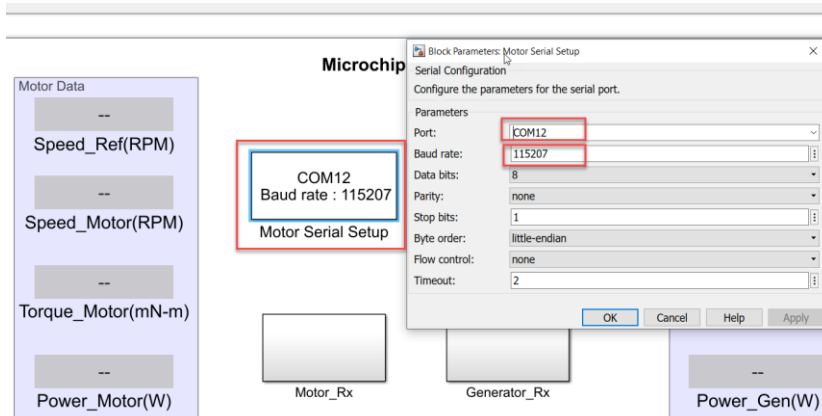 Microchip
Motor Data
--
Speed_Ref(RPM)
--
Speed_Motor(RPM)
--
Torque_Motor(mN-m)
--
Power_Motor(W)
COM12
Baud rate : 115207
Motor Serial Setup
Motor_Rx
Generator_Rx
--
Power_Gen(W)
Block Parameters: Motor Serial Setup
Serial Configuration
Configure the parameters for the serial port.
Parameters
Port: COM12
Baud rate: 115207
Data bits: 8
Parity: none
Stop bits: 1
Byte order: little-endian
Flow control: none
Timeout: 2
OK Cancel Help Apply